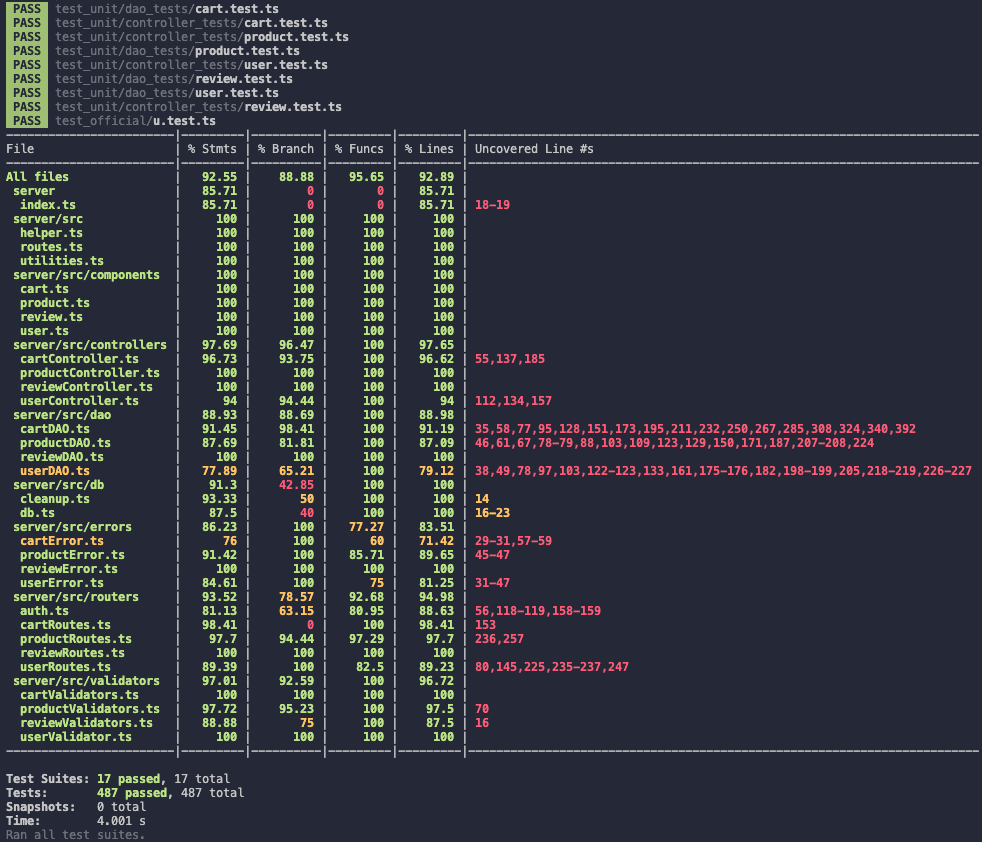 PASS test_unit/dao_tests/cart.test.ts
PASS test_unit/controller_tests/cart.test.ts
PASS test_unit/controller_tests/product.test.ts
PASS test_unit/dao_tests/product.test.ts
PASS test_unit/controller_tests/user.test.ts
PASS test_unit/dao_tests/review.test.ts
PASS test_unit/dao_tests/user.test.ts
PASS test_unit/controller_tests/review.test.ts
PASS test_official/u.test.ts
File | % Stmts | % Branch | % Funcs | % Lines | Uncovered Line #s
All files | 92.55 | 88.88 | 95.65 | 92.89 |
server | 85.71 | 0 | 0 | 85.71 |
index.ts | 85.71 | 0 | 0 | 85.71 | 18-19
server/src | 100 | 100 | 100 | 100 |
helper.ts | 100 | 100 | 100 | 100 |
routes.ts | 100 | 100 | 100 | 100 |
utilities.ts | 100 | 100 | 100 | 100 |
server/src/components | 100 | 100 | 100 | 100 |
cart.ts | 100 | 100 | 100 | 100 |
product.ts | 100 | 100 | 100 | 100 |
review.ts | 100 | 100 | 100 | 100 |
user.ts | 100 | 100 | 100 | 100 |
server/src/controllers | 97.69 | 96.47 | 100 | 97.65 |
cartController.ts | 96.73 | 93.75 | 100 | 96.62 | 55,137,185
productController.ts | 100 | 100 | 100 | 100 |
reviewController.ts | 100 | 100 | 100 | 100 |
userController.ts | 94 | 94.44 | 100 | 94 | 112,134,157
server/src/dao | 88.93 | 88.69 | 100 | 88.98 |
cartDAO.ts | 91.45 | 98.41 | 100 | 91.19 | 35,58,77,95,128,151,173,195,211,232,250,267,285,308,324,340,392
productDAO.ts | 87.69 | 81.81 | 100 | 87.09 | 46,61,67,78-79,88,103,109,123,129,150,171,187,207-208,224
reviewDAO.ts | 100 | 100 | 100 | 100 |
userDAO.ts | 77.89 | 65.21 | 100 | 79.12 | 38,49,78,97,103,122-123,133,161,175-176,182,198-199,205,218-219,226-227
server/src/db | 91.3 | 42.85 | 100 | 100 |
cleanup.ts | 93.33 | 50 | 100 | 100 | 14
db.ts | 87.5 | 40 | 100 | 100 | 16-23
server/src/errors | 86.23 | 100 | 77.27 | 83.51 |
cartError.ts | 76 | 100 | 60 | 71.42 | 29-31,57-59
productError.ts | 91.42 | 100 | 85.71 | 89.65 | 45-47
reviewError.ts | 100 | 100 | 100 | 100 |
userError.ts | 84.61 | 100 | 75 | 81.25 | 31-47
server/src/routers | 93.52 | 78.57 | 92.68 | 94.98 |
auth.ts | 81.13 | 63.15 | 80.95 | 88.63 | 56,118-119,158-159
cartRoutes.ts | 98.41 | 0 | 100 | 98.41 | 153
productRoutes.ts | 97.7 | 94.44 | 97.29 | 97.7 | 236,257
reviewRoutes.ts | 100 | 100 | 100 | 100 |
userRoutes.ts | 89.39 | 100 | 82.5 | 89.23 | 80,145,225,235-237,247
server/src/validators | 97.01 | 92.59 | 100 | 96.72 |
cartValidators.ts | 100 | 100 | 100 | 100 |
productValidators.ts | 97.72 | 95.23 | 100 | 97.5 | 70
reviewValidators.ts | 88.88 | 75 | 100 | 87.5 | 16
userValidator.ts | 100 | 100 | 100 | 100 |
Test Suites: 17 passed, 17 total
Tests: 487 passed, 487 total
Snapshots: 0 total
Time: 4.001 s
Ran all test suites.